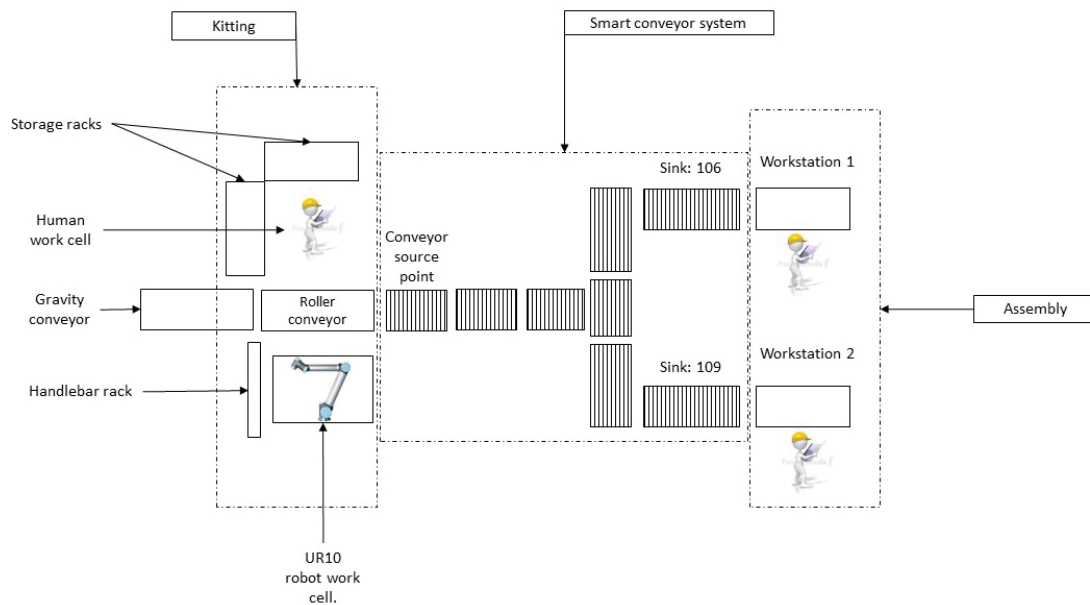 Kitting
Smart conveyor system
Storage racks
Sink: 106
Workstation 1
Human
work cell
Conveyor
source
point
Gravity
conveyor
Roller
conveyor
Assembly
Handlebar rack
Sink: 109
Workstation 2
UR10
robot work
cell.